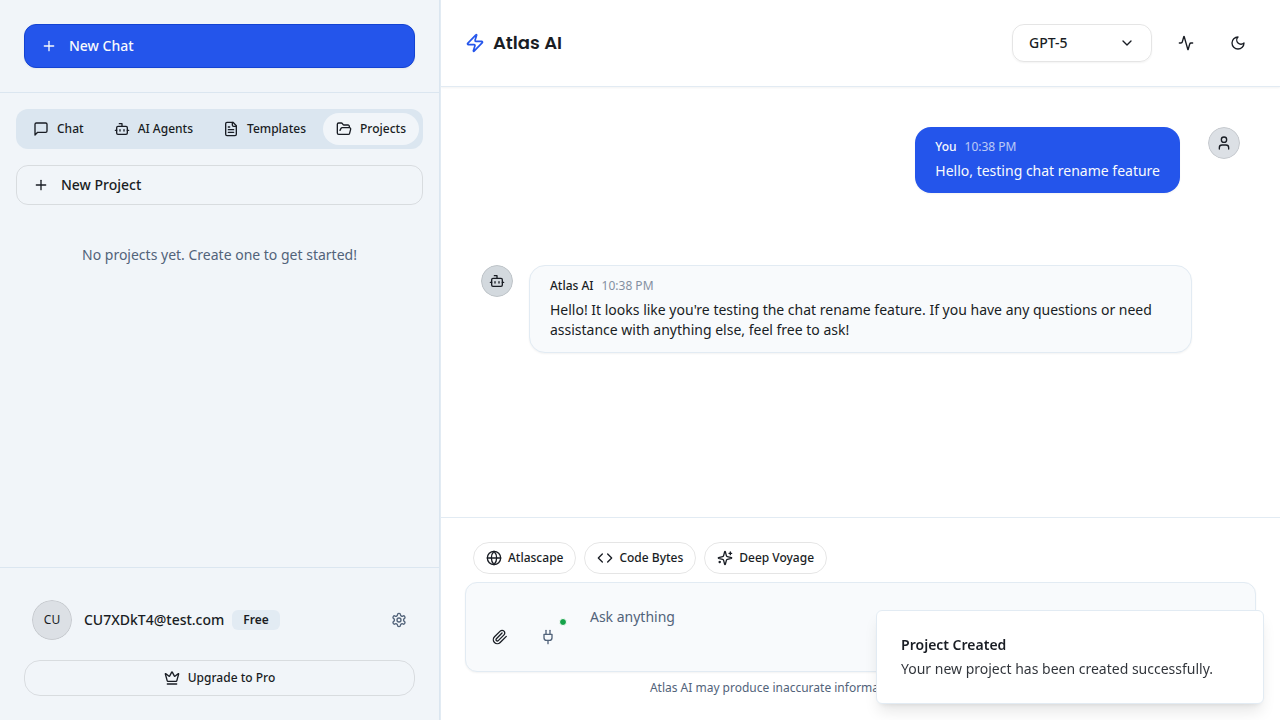 New Chat
Chat
AI Agents
Templates
Projects
New Project
No projects yet. Create one to get started!
CU
CU7XDkT4@test.com
Free
Upgrade to Pro
Atlas AI
GPT-5
You 10:38 PM
Hello, testing chat rename feature
Atlas AI 10:38 PM
Hello! It looks like you're testing the chat rename feature. If you have any questions or need
assistance with anything else, feel free to ask!
Atlascape
Code Bytes
Deep Voyage
Ask anything
Atlas AI may produce inaccurate
Project Created
Your new project has been created successfully.